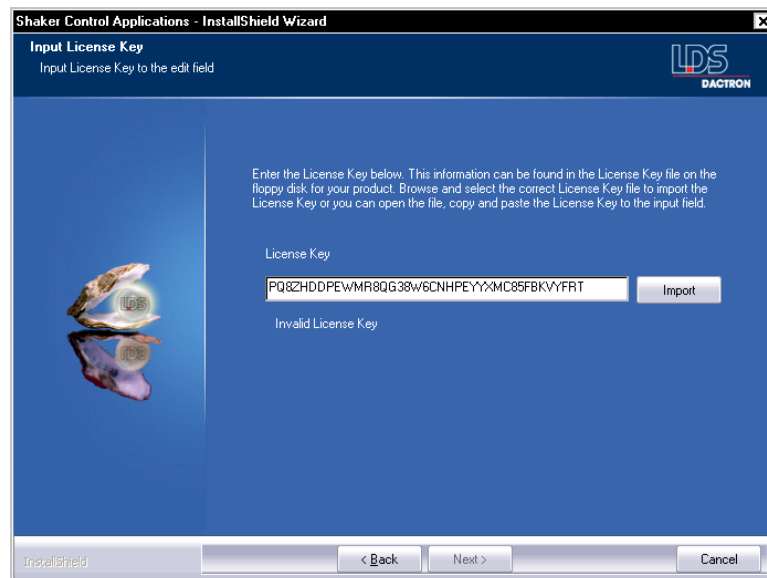 Shaker Control Applications - InstallShield Wizard
Input License Key
Input License Key to the edit field
LDS
DACTRON
Enter the License Key below. This information can be found in the License Key file on the
floppy disk for your product. Browse and select the correct License Key file to import the
License Key or you can open the file, copy and paste the License Key to the input field.
License Key
PQ8ZHDDPEWMR8QG38W6CNHPEYYXMC85FBKVYFRT
Import
Invalid License Key
LDS
InstallShield
< Back
Next >
Cancel